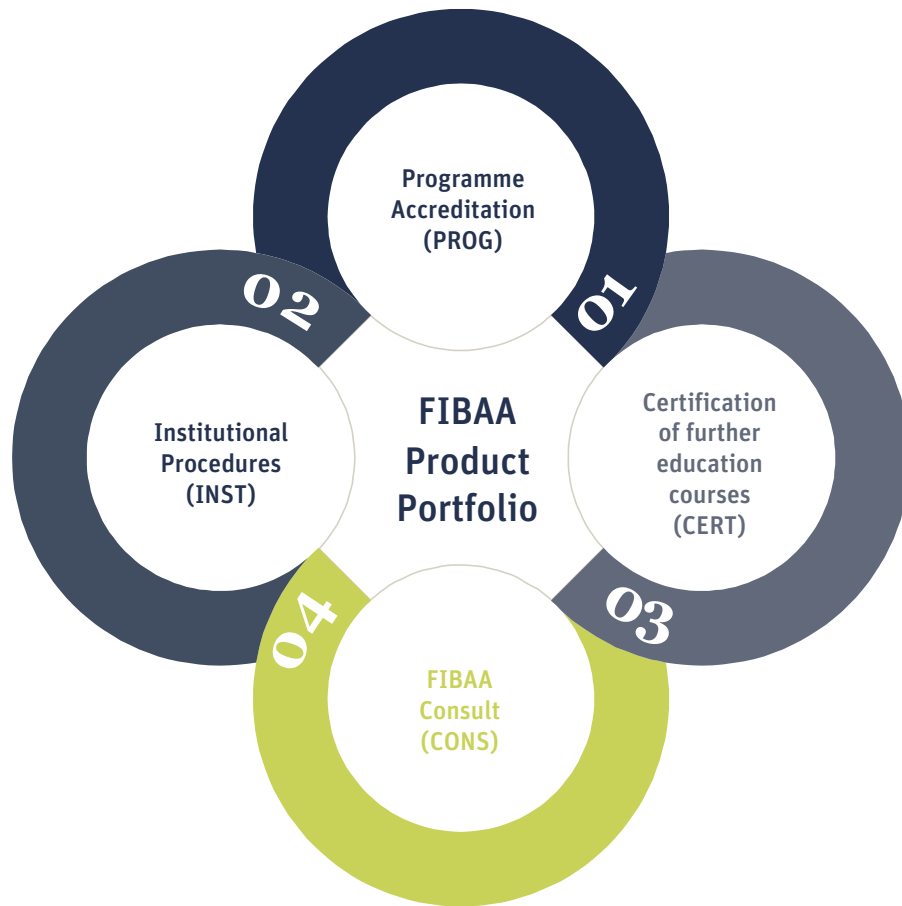 Programme
Accreditation
(PROG)
01
02
Institutional
Procedures
(INST)
FIBAA
Product
Portfolio
Certification
of further
education
courses
(CERT)
03
04
FIBAA
Consult
(CONS)